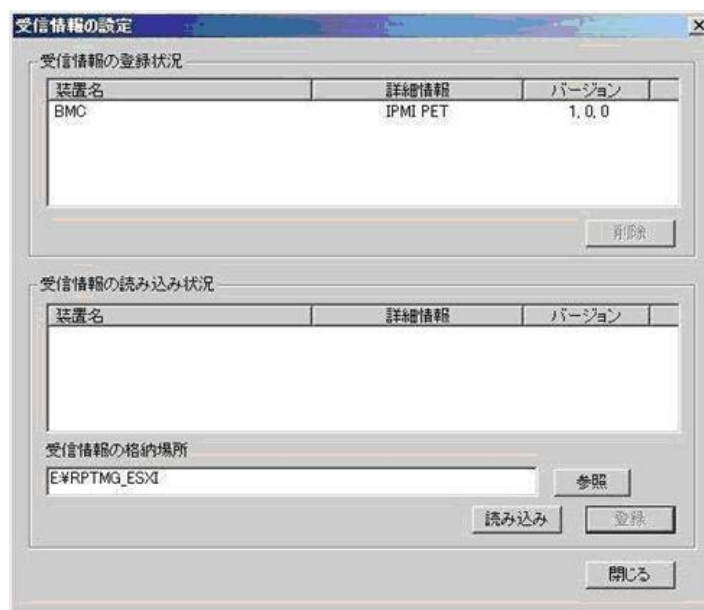 受信情報の設定
受信情報の登録状況
装置名 詳細情報 バージョン
BMC IPMI PET 1, 0, 0
削除
受信情報の読み込み状況
装置名 詳細情報 バージョン
受信情報の格納場所
E:¥RPTMG_ESXI
参照
読み込み 登録
閉じる